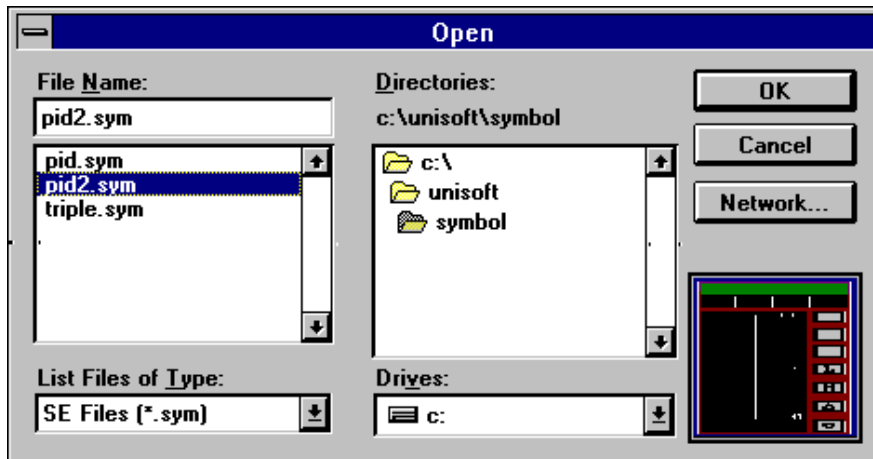 Open
File Name:
pid2.sym
pid.sym
pid2.sym
triple.sym
List Files of Type:
SE Files (*.sym)
Directories:
c:\unisoft\symbol
c:\
unisoft
symbol
Drives:
c:
OK
Cancel
Network...